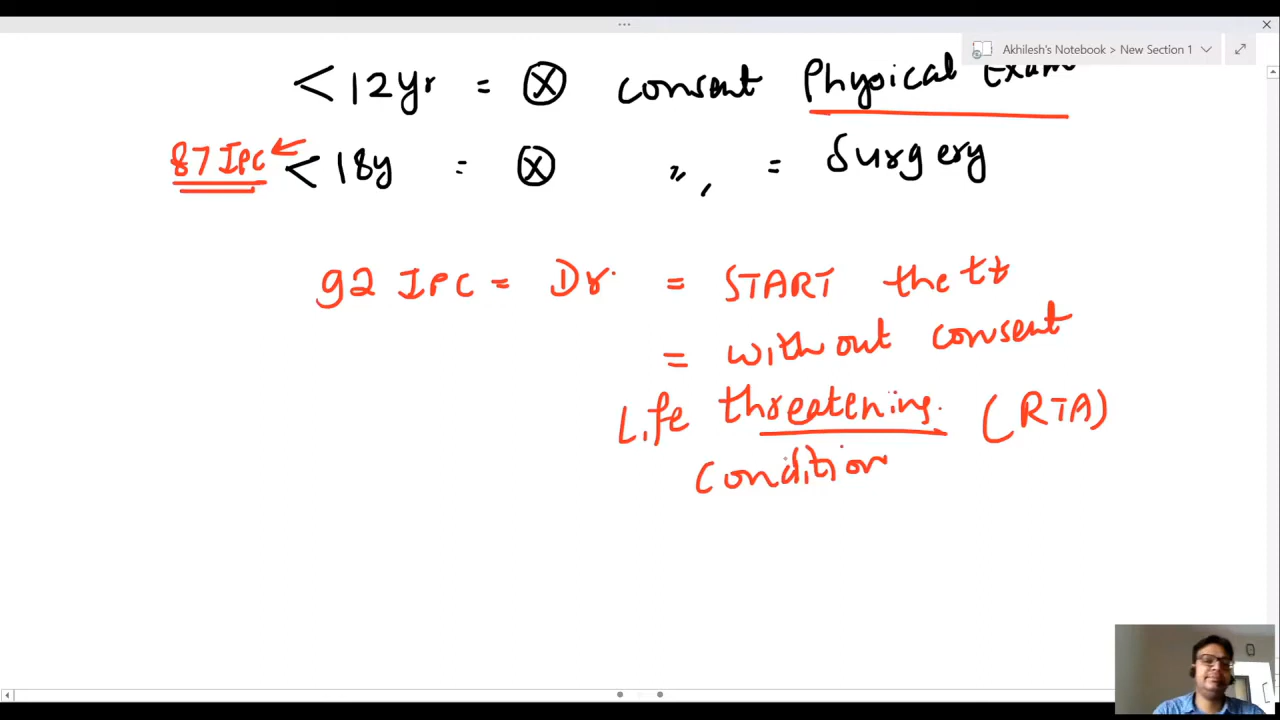 Akhilesh's Notebook > New Section 1
<12yr = ⓧ consent Physical Exam
87 IPC ← <18y = ⓧ " , = Surgery
92 IPC = Dr. = START the tt
= without consent
Life threatening. (RTA)
Condition